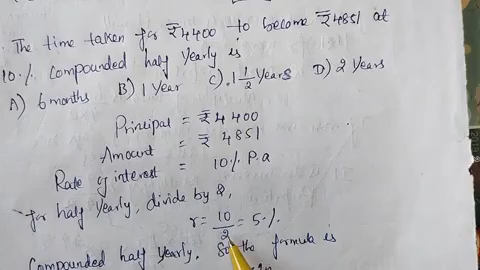 The time taken for ₹4400 to become ₹4851 at
10.% compounded half yearly is
A) 6 months B) 1 Year C) 1 1/2 Years D) 2 Years
Principal = ₹4400
Amount = ₹4851
Rate of interest = 10.% P.a
for half yearly, divide by 2,
r = 10/2 = 5.%
Compounded half yearly. So the formula is